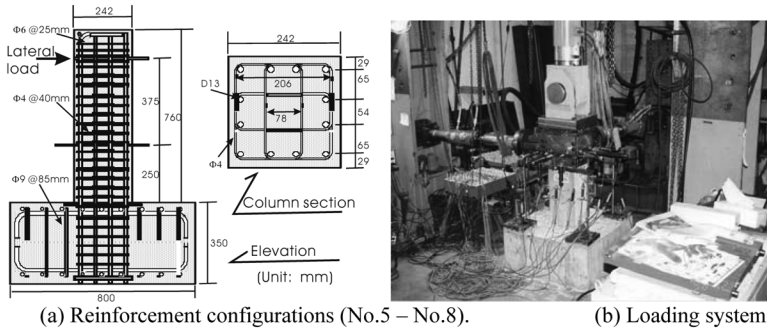 242
Φ6 @25mm
Lateral
load
Φ4 @40mm
375
760
250
Φ9 @85mm
350
800
242
29
65
D13
206
54
78
65
Φ4
29
Column section
Elevation
(Unit: mm)
(a) Reinforcement configurations (No.5 – No.8).
(b) Loading system